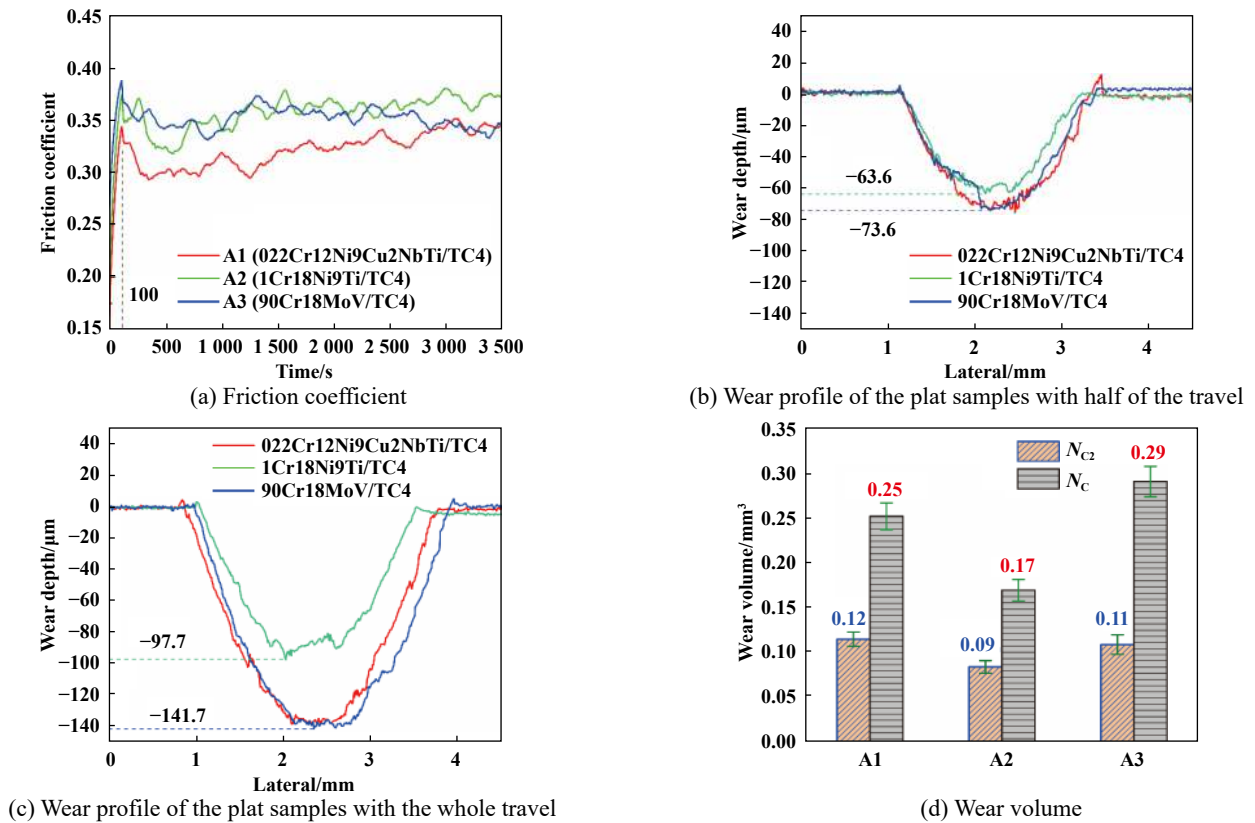 0.45
0.40
0.35
0.30
0.25
0.20
0.15
Friction coefficient
A1 (022Cr12Ni9Cu2NbTi/TC4)
A2 (1Cr18Ni9Ti/TC4)
A3 (90Cr18MoV/TC4)
100
0 500 1 000 1 500 2 000 2 500 3 000 3 500
Time/s
(a) Friction coefficient
40
20
0
−20
−40
−60
−80
−100
−120
−140
Wear depth/μm
−63.6
−73.6
022Cr12Ni9Cu2NbTi/TC4
1Cr18Ni9Ti/TC4
90Cr18MoV/TC4
0 1 2 3 4
Lateral/mm
(b) Wear profile of the plat samples with half of the travel
40
20
0
−20
−40
−60
−80
−100
−120
−140
Wear depth/μm
022Cr12Ni9Cu2NbTi/TC4
1Cr18Ni9Ti/TC4
90Cr18MoV/TC4
−97.7
−141.7
0 1 2 3 4
Lateral/mm
(c) Wear profile of the plat samples with the whole travel
0.35
0.30
0.25
0.20
0.15
0.10
0.05
0.00
Wear volume/mm³
N_C2
N_C
0.12 0.25
0.09 0.17
0.11 0.29
A1 A2 A3
(d) Wear volume